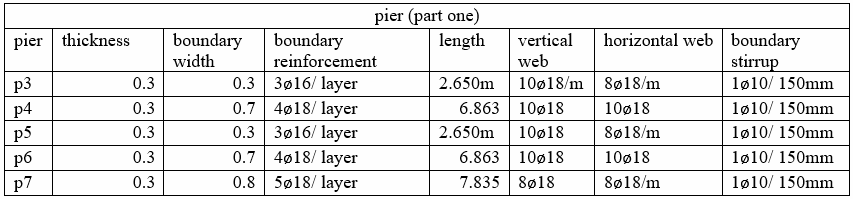 pier (part one)
pier thickness boundary width boundary reinforcement length vertical web horizontal web boundary stirrup
p3 0.3 0.3 3ø16/ layer 2.650m 10ø18/m 8ø18/m 1ø10/ 150mm
p4 0.3 0.7 4ø18/ layer 6.863 10ø18 10ø18 1ø10/ 150mm
p5 0.3 0.3 3ø16/ layer 2.650m 10ø18 8ø18/m 1ø10/ 150mm
p6 0.3 0.7 4ø18/ layer 6.863 10ø18 10ø18 1ø10/ 150mm
p7 0.3 0.8 5ø18/ layer 7.835 8ø18 8ø18/m 1ø10/ 150mm